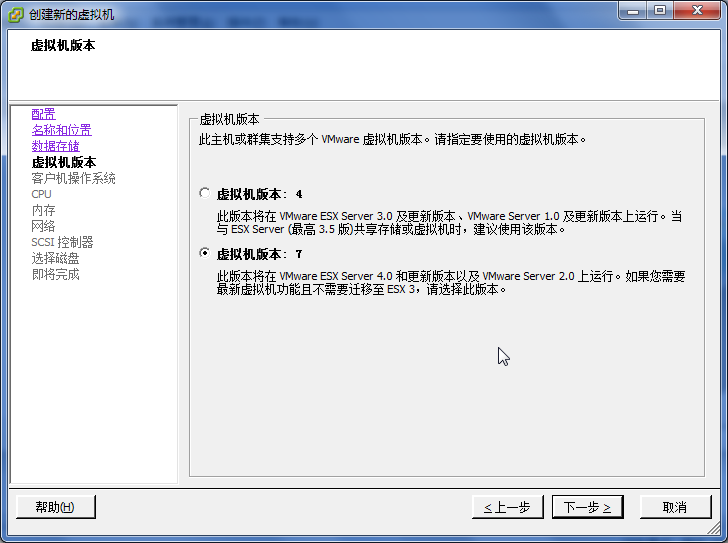 创建新的虚拟机
虚拟机版本
配置
名称和位置
数据存储
虚拟机版本
客户机操作系统
CPU
内存
网络
SCSI 控制器
选择磁盘
即将完成
虚拟机版本
此主机或群集支持多个 VMware 虚拟机版本。请指定要使用的虚拟机版本。
虚拟机版本: 4
此版本将在 VMware ESX Server 3.0 及更新版本、VMware Server 1.0 及更新版本上运行。当
与 ESX Server (最高 3.5 版)共享存储或虚拟机时，建议使用该版本。
虚拟机版本: 7
此版本将在 VMware ESX Server 4.0 和更新版本以及 VMware Server 2.0 上运行。如果您需要
最新虚拟机功能且不需要迁移至 ESX 3，请选择此版本。
帮助(H)
< 上一步
下一步 >
取消